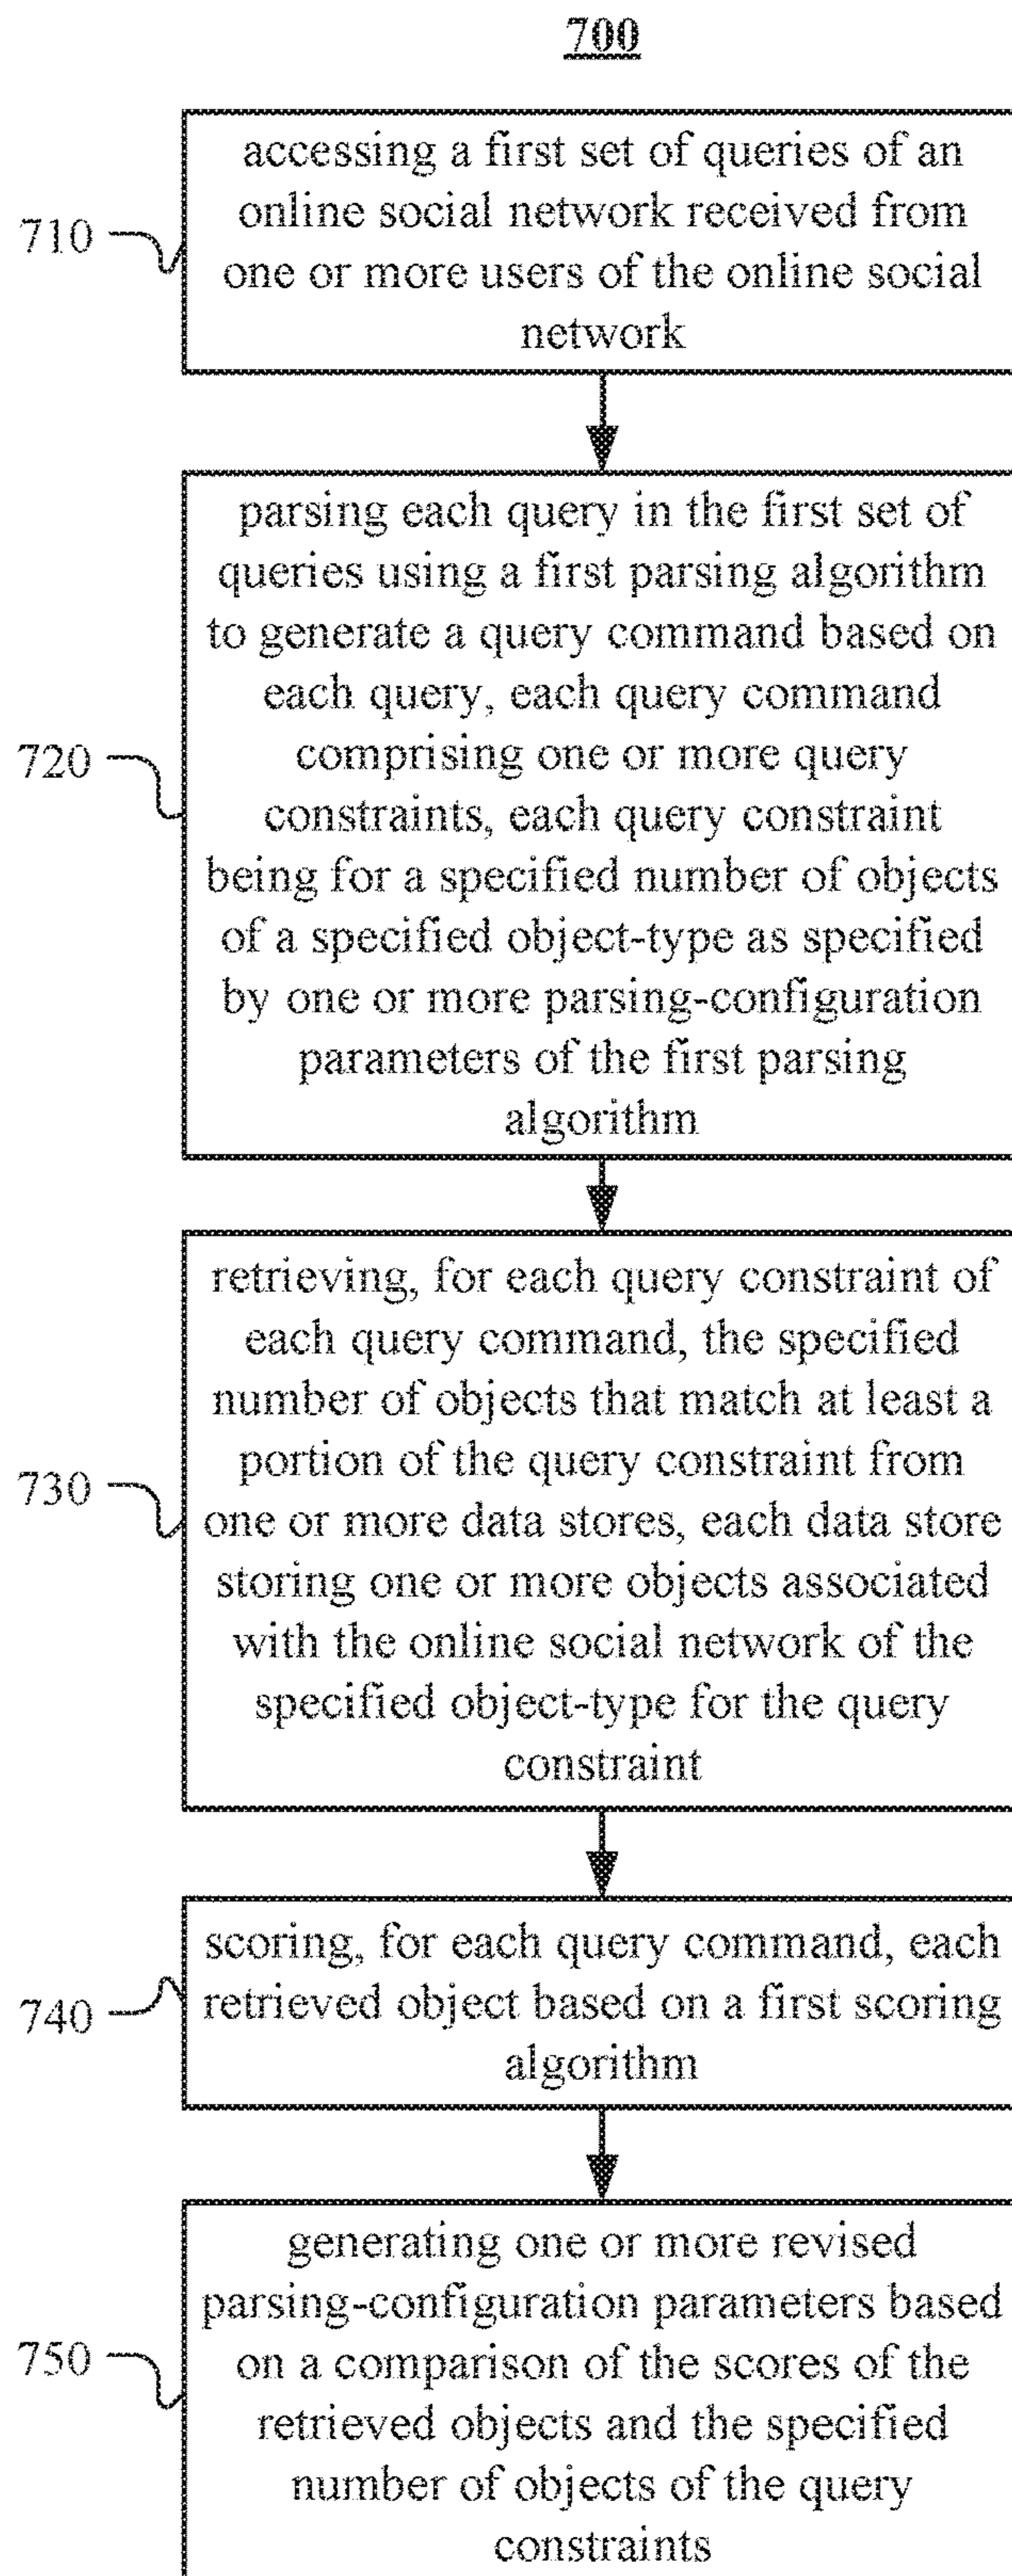 700
710
accessing a first set of queries of an
online social network received from
one or more users of the online social
network
720
parsing each query in the first set of
queries using a first parsing algorithm
to generate a query command based on
each query, each query command
comprising one or more query
constraints, each query constraint
being for a specified number of objects
of a specified object-type as specified
by one or more parsing-configuration
parameters of the first parsing
algorithm
730
retrieving, for each query constraint of
each query command, the specified
number of objects that match at least a
portion of the query constraint from
one or more data stores, each data store
storing one or more objects associated
with the online social network of the
specified object-type for the query
constraint
740
scoring, for each query command, each
retrieved object based on a first scoring
algorithm
750
generating one or more revised
parsing-configuration parameters based
on a comparison of the scores of the
retrieved objects and the specified
number of objects of the query
constraints